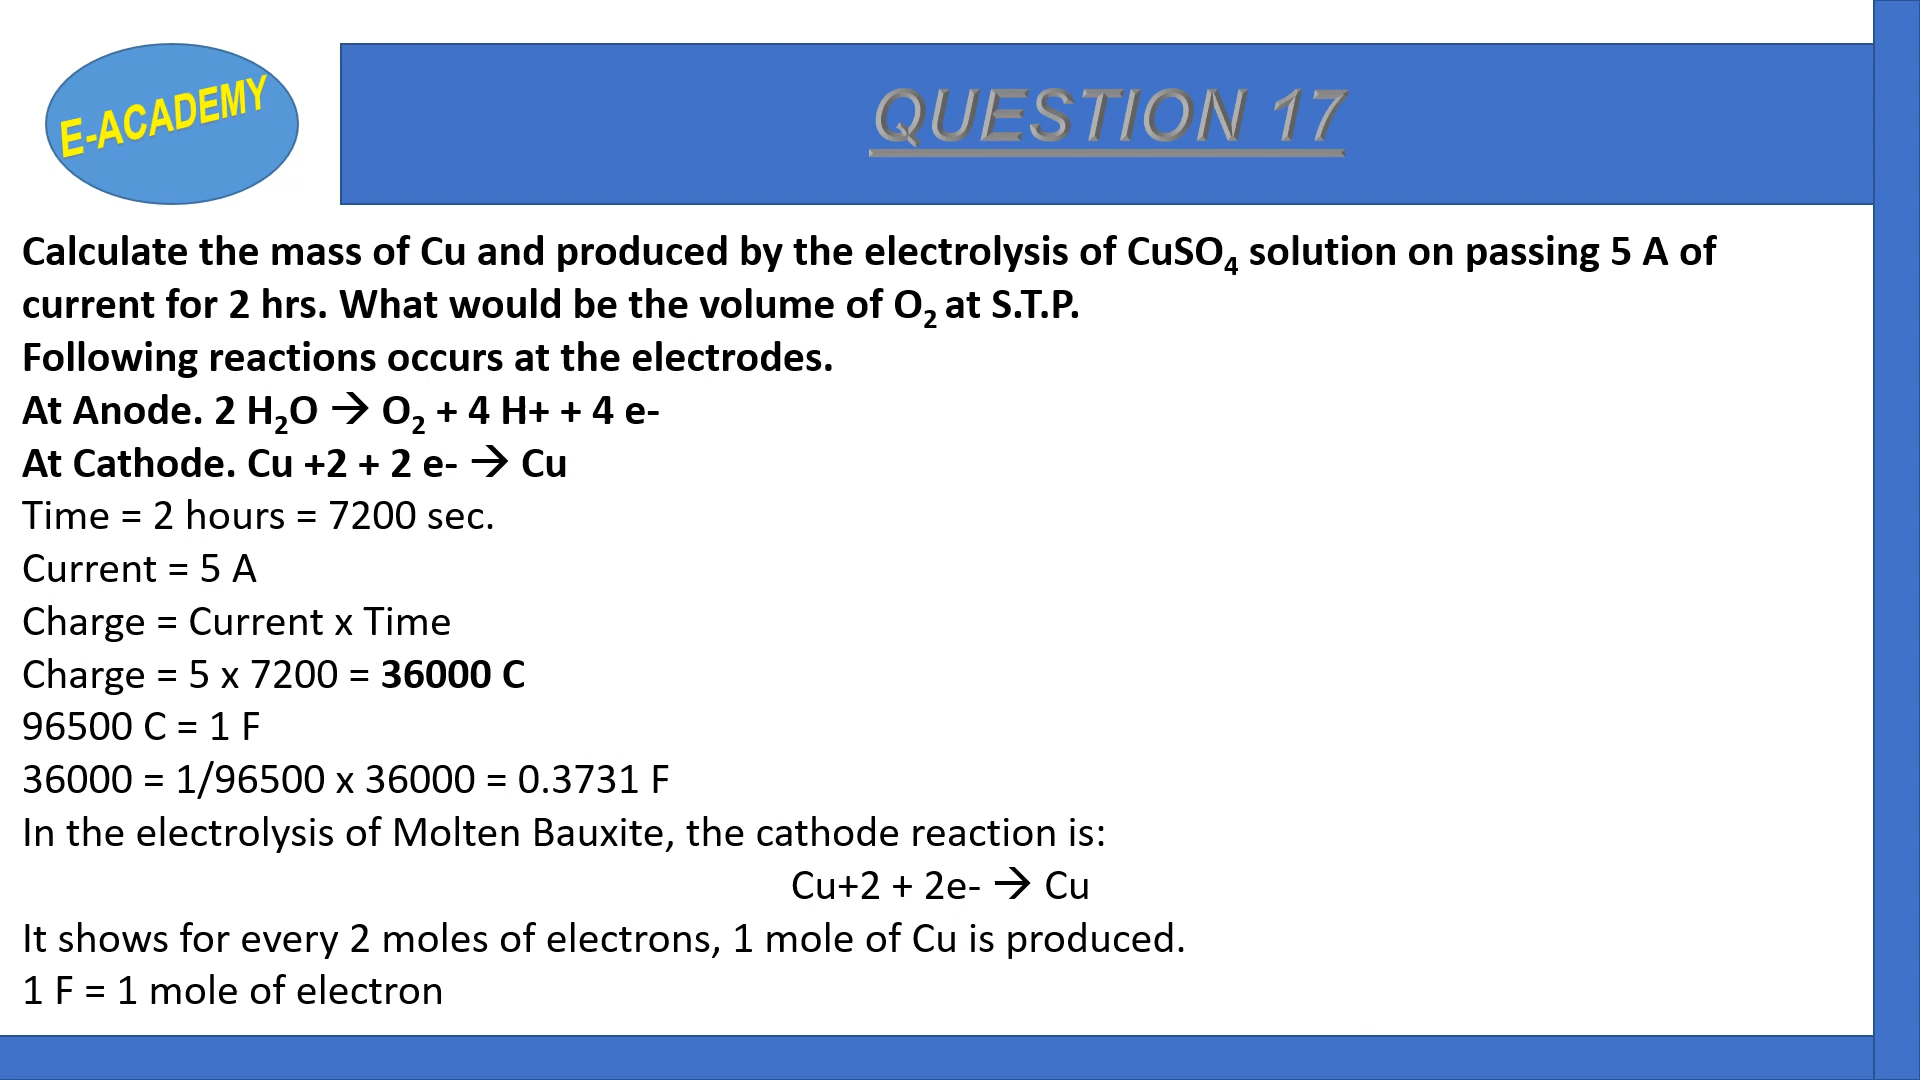 E-ACADEMY
QUESTION 17
Calculate the mass of Cu and produced by the electrolysis of CuSO₄ solution on passing 5 A of
current for 2 hrs. What would be the volume of O₂ at S.T.P.
Following reactions occurs at the electrodes.
At Anode. 2 H₂O → O₂ + 4 H+ + 4 e-
At Cathode. Cu +2 + 2 e- → Cu
Time = 2 hours = 7200 sec.
Current = 5 A
Charge = Current x Time
Charge = 5 x 7200 = 36000 C
96500 C = 1 F
36000 = 1/96500 x 36000 = 0.3731 F
In the electrolysis of Molten Bauxite, the cathode reaction is:
Cu+2 + 2e- → Cu
It shows for every 2 moles of electrons, 1 mole of Cu is produced.
1 F = 1 mole of electron